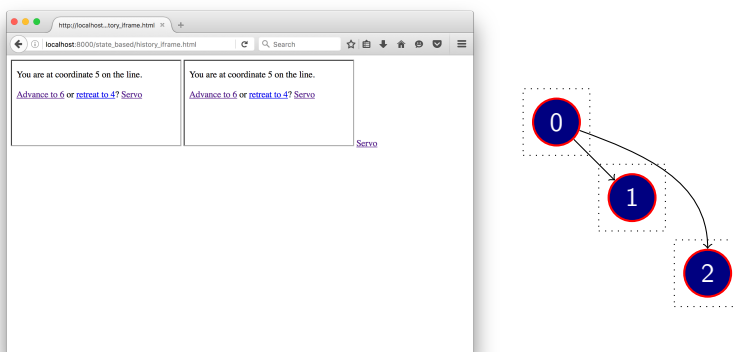 http://localhost...tory_iframe.html × +
localhost:8000/state_based/history_iframe.html
Search
You are at coordinate 5 on the line.
Advance to 6 or retreat to 4? Servo
You are at coordinate 5 on the line.
Advance to 6 or retreat to 4? Servo
Servo
0
1
2